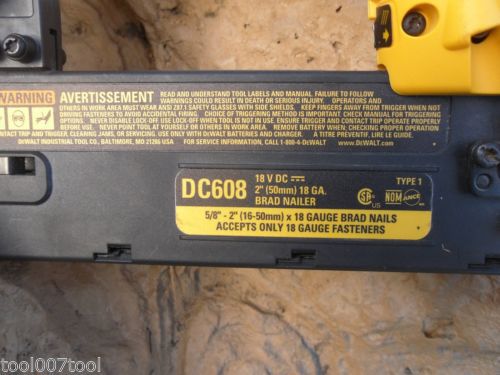 WARNING AVERTISSEMENT
READ AND UNDERSTAND TOOL LABELS AND MANUAL. FAILURE TO FOLLOW
WARNINGS COULD RESULT IN DEATH OR SERIOUS INJURY. OPERATORS AND
OTHERS IN WORK AREA MUST WEAR ANSI Z87.1 SAFETY GLASSES WITH SIDE SHIELDS. KEEP FINGERS AWAY FROM TRIGGER WHEN NOT
DRIVING FASTENERS TO AVOID ACCIDENTAL FIRING. CHOICE OF TRIGGERING METHOD IS IMPORTANT. CHECK MANUAL FOR TRIGGERING
OPTIONS. NEVER DISABLE LOCK-OFF. USE LOCK-OFF WHEN TOOL IS NOT IN USE. ENSURE TRIGGER AND CONTACT TRIP OPERATE PROPERLY
BEFORE USE. NEVER POINT TOOL AT YOURSELF OR OTHERS IN WORK AREA. REMOVE BATTERY WHEN: CHANGING
CONTACT TRIP AND TRIGGER, CLEARING JAMS, OR SERVICING. USE ONLY WITH DEWALT BATTERIES AND CHARGER. A TITRE PREVENTIF, LIRE LE GUIDE.
DEWALT INDUSTRIAL TOOL CO., BALTIMORE, MD 21286 USA FOR SERVICE INFORMATION, CALL 1-800-4-DEWALT www.DEWALT.com
DC608
18 V DC
2" (50mm) 18 GA.
BRAD NAILER
TYPE 1
SA
US
NOM
ANCE
5/8" - 2" (16-50mm) x 18 GAUGE BRAD NAILS
ACCEPTS ONLY 18 GAUGE FASTENERS
tool007tool
tool007tool